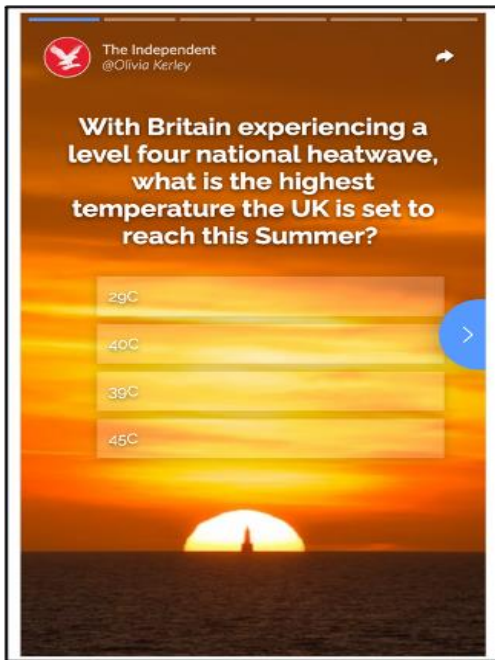 The Independent
@Olivia Kerley
With Britain experiencing a
level four national heatwave,
what is the highest
temperature the UK is set to
reach this Summer?
29C
40C
39C
45C